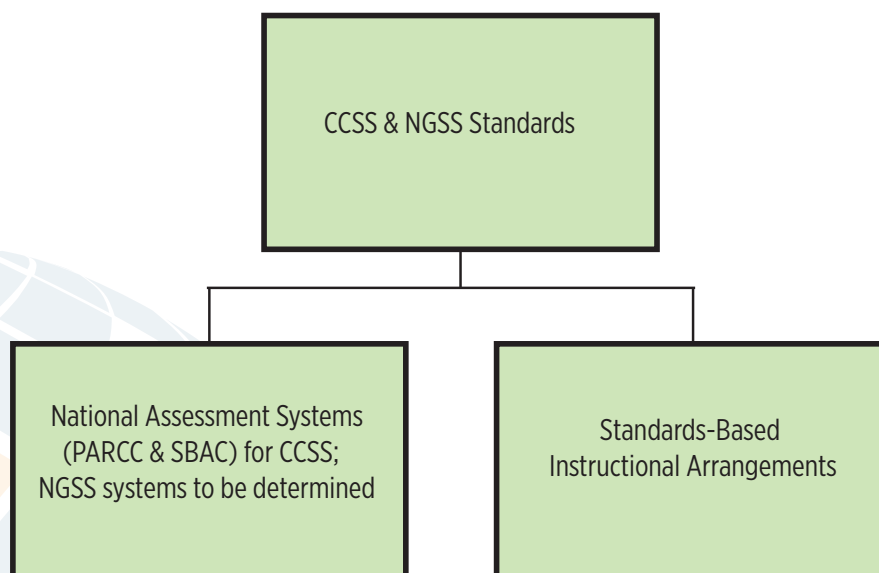 CCSS & NGSS Standards
National Assessment Systems
(PARCC & SBAC) for CCSS;
NGSS systems to be determined
Standards-Based
Instructional Arrangements